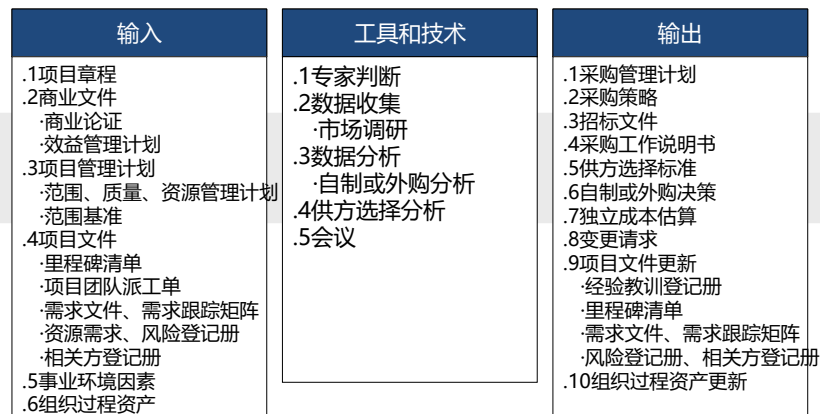 输入
.1项目章程
.2商业文件
·商业论证
·效益管理计划
.3项目管理计划
·范围、质量、资源管理计划
·范围基准
.4项目文件
·里程碑清单
·项目团队派工单
·需求文件、需求跟踪矩阵
·资源需求、风险登记册
·相关方登记册
.5事业环境因素
.6组织过程资产
工具和技术
.1专家判断
.2数据收集
·市场调研
.3数据分析
·自制或外购分析
.4供方选择分析
.5会议
输出
.1采购管理计划
.2采购策略
.3招标文件
.4采购工作说明书
.5供方选择标准
.6自制或外购决策
.7独立成本估算
.8变更请求
.9项目文件更新
·经验教训登记册
·里程碑清单
·需求文件、需求跟踪矩阵
·风险登记册、相关方登记册
.10组织过程资产更新